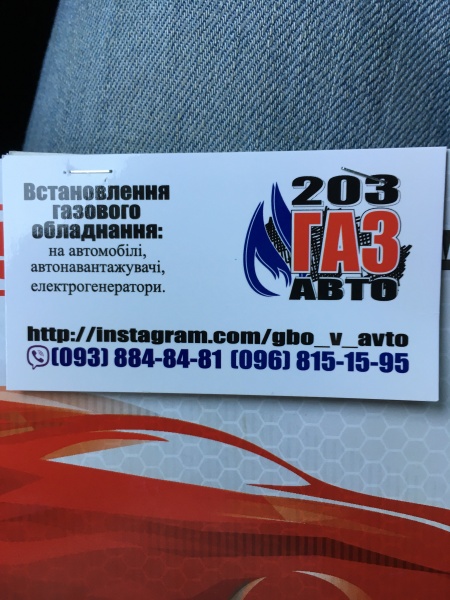 Встановлення
газового
обладнання:
на автомобілі,
автонавантажувачі,
електрогенератори.
203
ГАЗ
АВТО
http://instagram.com/gbo_v_avto
(093) 884-84-81 (096) 815-15-95